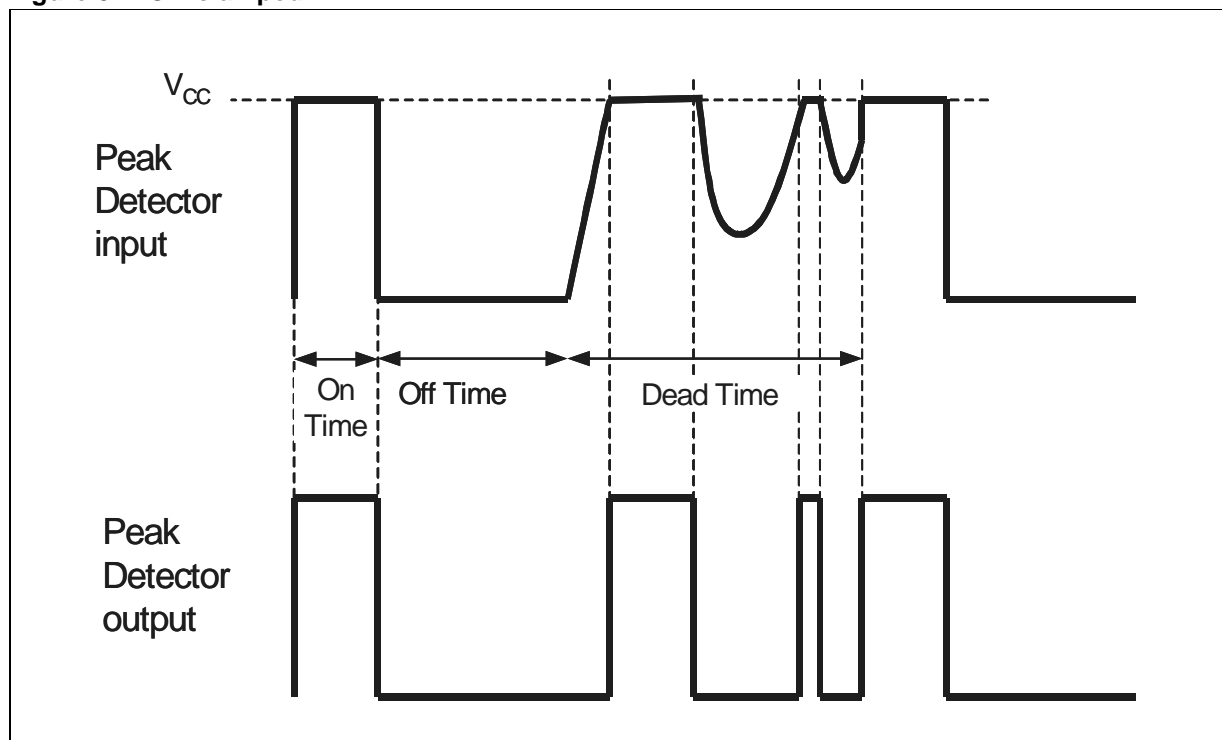 V_CC
Peak
Detector
input
On
Time
Off Time
Dead Time
Peak
Detector
output